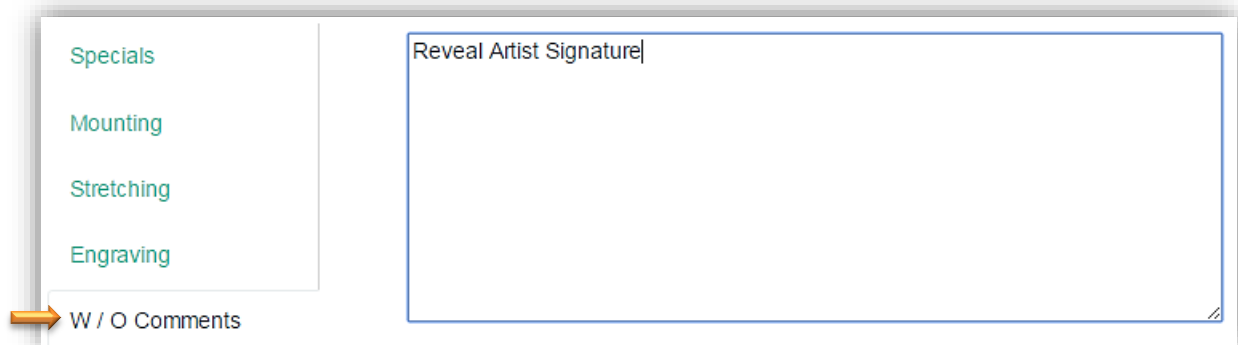 Specials
Mounting
Stretching
Engraving
W / O Comments
Reveal Artist Signature